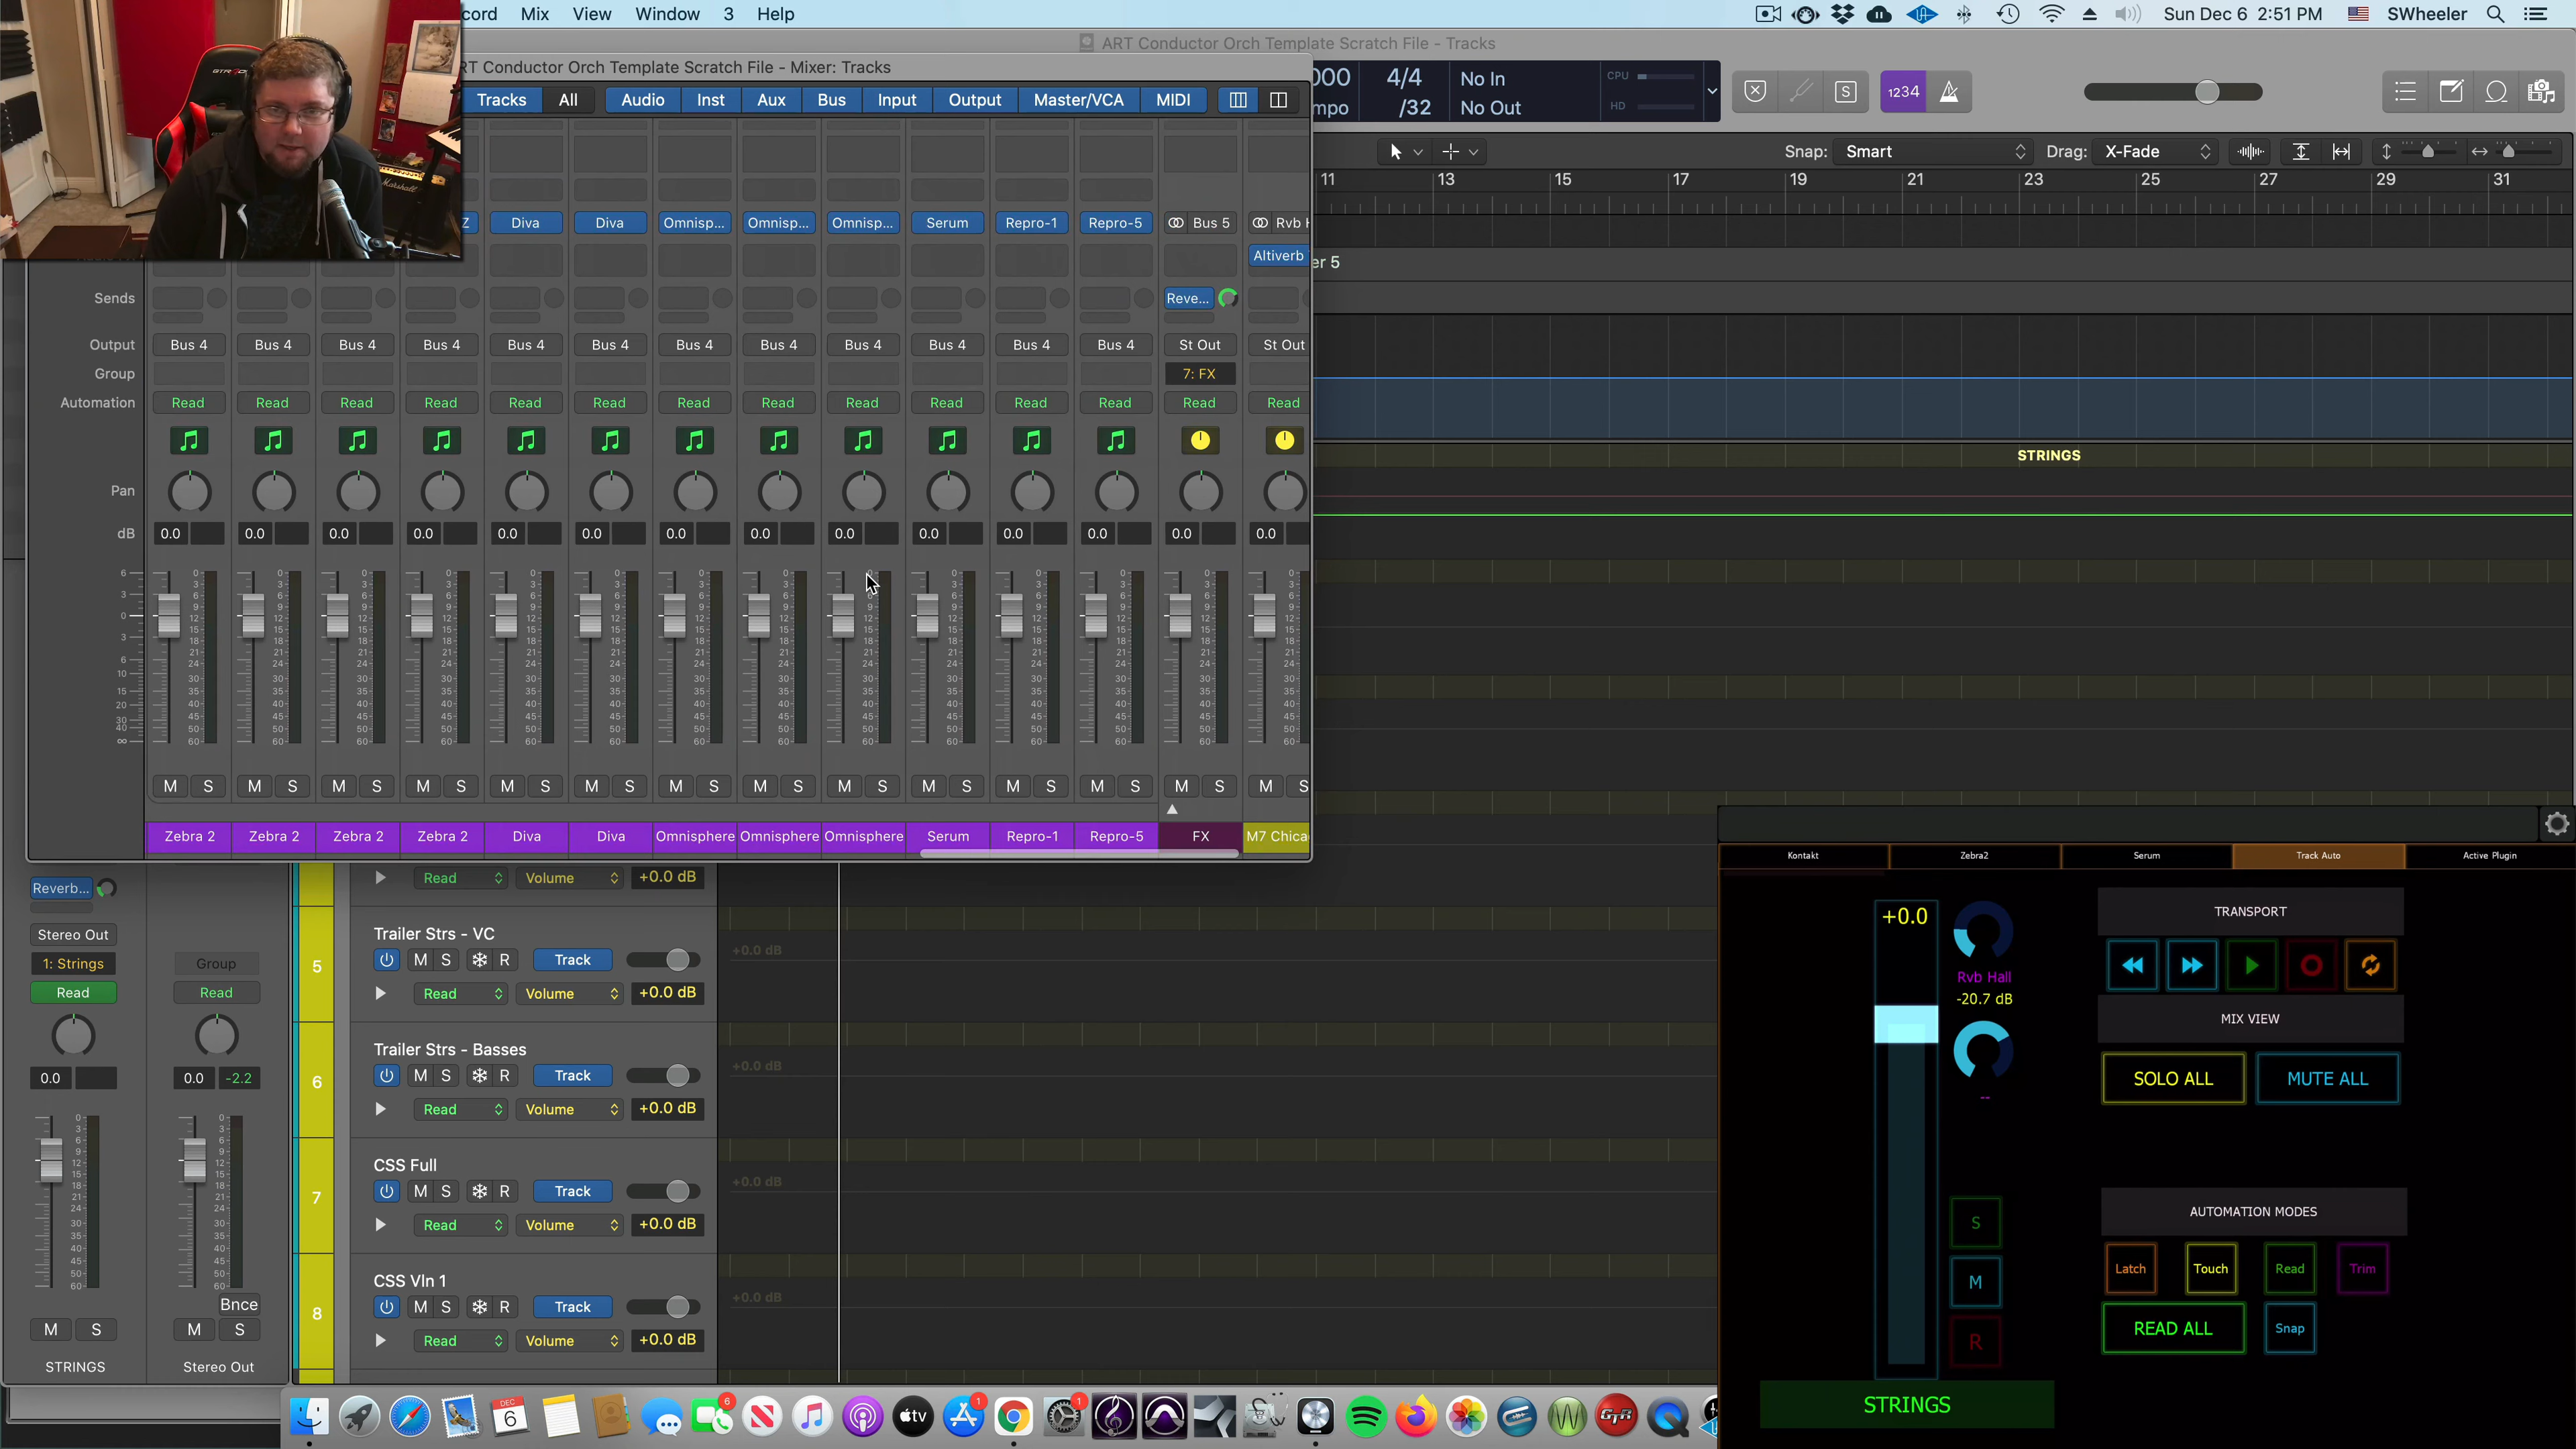 cord Mix View Window 3 Help
Sun Dec 6 2:51 PM SWheeler
ART Conductor Orch Template Scratch File - Tracks
RT Conductor Orch Template Scratch File - Mixer: Tracks
Tracks All Audio Inst Aux Bus Input Output Master/VCA MIDI
000 4/4 No In CPU
mpo /32 No Out HD
S 1234
Snap: Smart Drag: X-Fade
11 13 15 17 19 21 23 25 27 29 31
Z Diva Diva Omnisp... Omnisp... Omnisp... Serum Repro-1 Repro-5 Bus 5 Rvb H
Altiverb
er 5
Sends Reve...
Output Bus 4 Bus 4 Bus 4 Bus 4 Bus 4 Bus 4 Bus 4 Bus 4 Bus 4 Bus 4 Bus 4 Bus 4 St Out St Out
Group 7: FX
Automation Read Read Read Read Read Read Read Read Read Read Read Read Read Read
STRINGS
Pan
dB 0.0 0.0 0.0 0.0 0.0 0.0 0.0 0.0 0.0 0.0 0.0 0.0 0.0 0.0
M S M S M S M S M S M S M S M S M S M S M S M S M S M S
Zebra 2 Zebra 2 Zebra 2 Zebra 2 Diva Diva Omnisphere Omnisphere Omnisphere Serum Repro-1 Repro-5 FX M7 Chica
Reverb...
Stereo Out
1: Strings Group
Read Read
0.0 0.0 -2.2
Bnce
M S M S
STRINGS Stereo Out
Read Volume +0.0 dB
5 Trailer Strs - VC
M S R Track +0.0 dB
Read Volume +0.0 dB
6 Trailer Strs - Basses
M S R Track +0.0 dB
Read Volume +0.0 dB
7 CSS Full
M S R Track +0.0 dB
Read Volume +0.0 dB
8 CSS Vln 1
M S R Track +0.0 dB
Read Volume +0.0 dB
Kontakt Zebra2 Serum Track Auto Active Plugin
+0.0
Rvb Hall
-20.7 dB
--
TRANSPORT
MIX VIEW
SOLO ALL MUTE ALL
S
M
R
AUTOMATION MODES
Latch Touch Read Trim
READ ALL Snap
STRINGS
DEC
6
6
tv
1
1
GTR